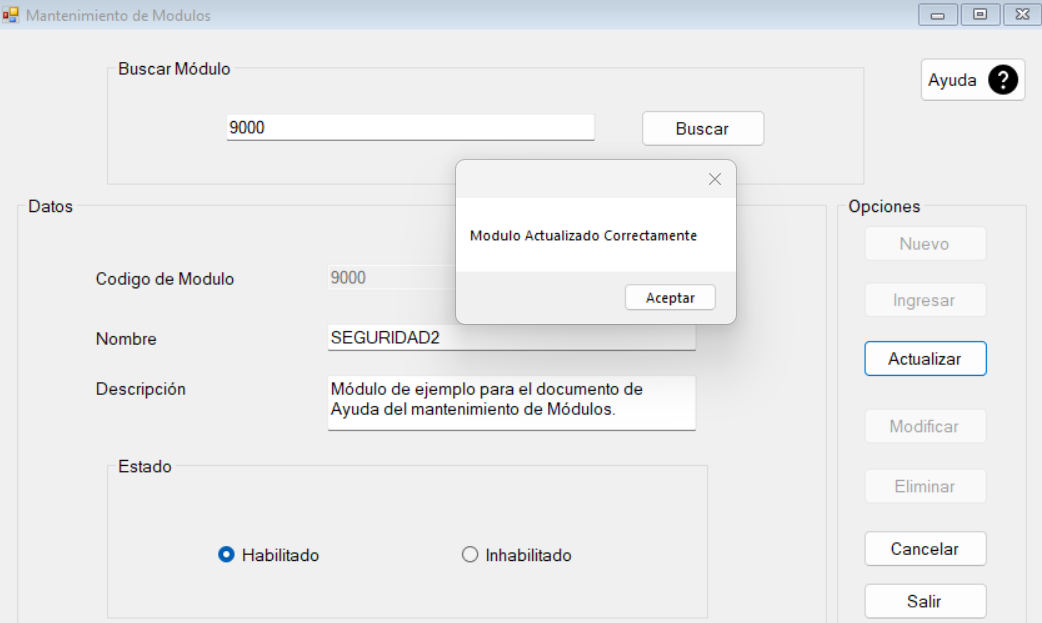 Mantenimiento de Modulos
Buscar Módulo
Ayuda ?
9000
Buscar
Modulo Actualizado Correctamente
Aceptar
Datos
Codigo de Modulo
9000
Nombre
SEGURIDAD2
Descripción
Módulo de ejemplo para el documento de
Ayuda del mantenimiento de Módulos.
Estado
Habilitado
Inhabilitado
Opciones
Nuevo
Ingresar
Actualizar
Modificar
Eliminar
Cancelar
Salir